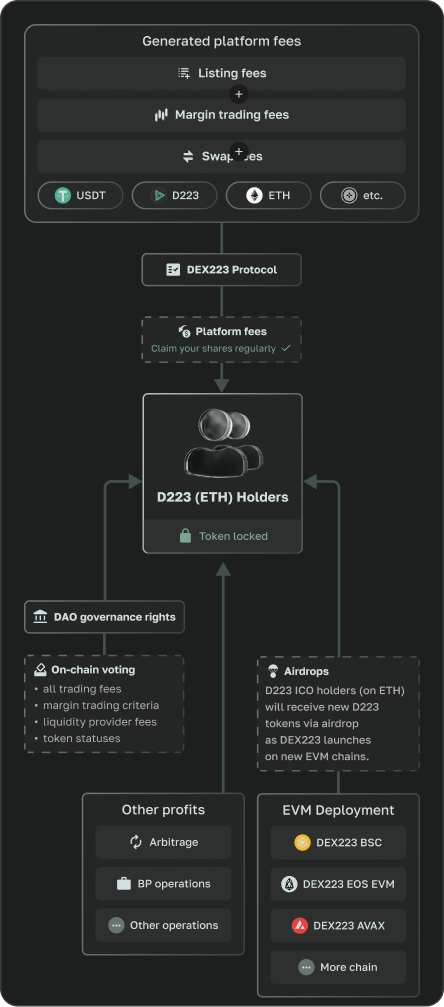 Generated platform fees
Listing fees
+
Margin trading fees
+
Swap fees
USDT
D223
ETH
etc.
DEX223 Protocol
Platform fees
Claim your shares regularly
D223 (ETH) Holders
Token locked
DAO governance rights
On-chain voting
• all trading fees
• margin trading criteria
• liquidity provider fees
• token statuses
Airdrops
D223 ICO holders (on ETH)
will receive new D223
tokens via airdrop
as DEX223 launches
on new EVM chains.
Other profits
Arbitrage
BP operations
Other operations
EVM Deployment
DEX223 BSC
DEX223 EOS EVM
DEX223 AVAX
More chain